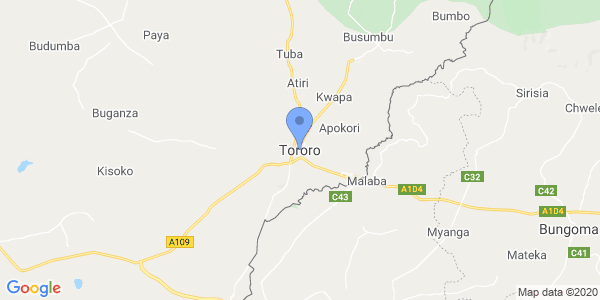 Bumbo
Paya
Busumbu
Budumba
Tuba
Atiri
Kwapa
Sirisia
Chwele
Buganza
Apokori
Tororo
Kisoko
Malaba
C32
A104
C42
C43
A104
Myanga
Bungoma
A109
Mateka
C41
Google
Map data ©2020